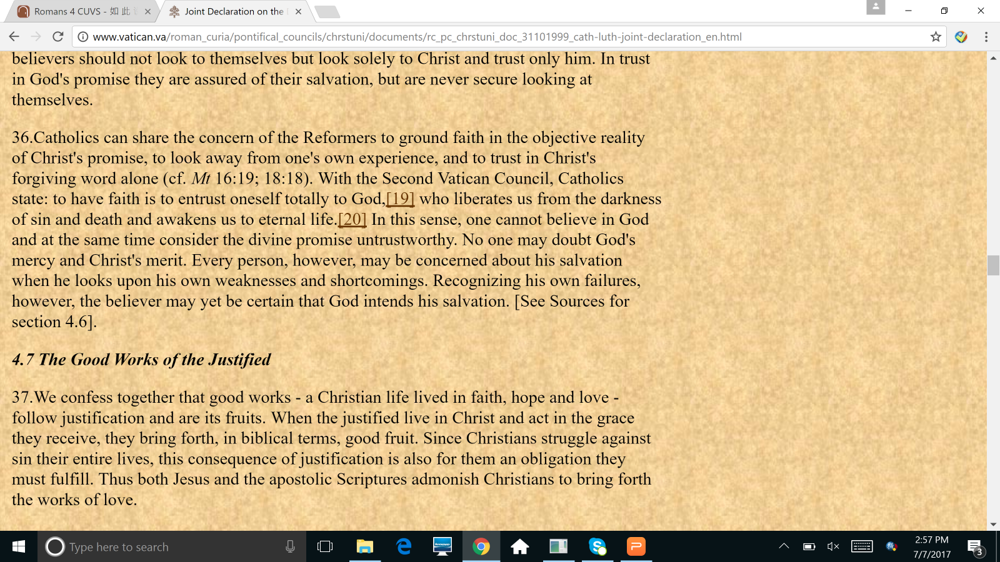 Romans 4 CUVS - 如 此
Joint Declaration on the
www.vatican.va/roman_curia/pontifical_councils/chrstuni/documents/rc_pc_chrstuni_doc_31101999_cath-luth-joint-declaration_en.html
believers should not look to themselves but look solely to Christ and trust only him. In trust
in God's promise they are assured of their salvation, but are never secure looking at
themselves.
36.Catholics can share the concern of the Reformers to ground faith in the objective reality
of Christ's promise, to look away from one's own experience, and to trust in Christ's
forgiving word alone (cf. Mt 16:19; 18:18). With the Second Vatican Council, Catholics
state: to have faith is to entrust oneself totally to God,[19] who liberates us from the darkness
of sin and death and awakens us to eternal life.[20] In this sense, one cannot believe in God
and at the same time consider the divine promise untrustworthy. No one may doubt God's
mercy and Christ's merit. Every person, however, may be concerned about his salvation
when he looks upon his own weaknesses and shortcomings. Recognizing his own failures,
however, the believer may yet be certain that God intends his salvation. [See Sources for
section 4.6].
4.7 The Good Works of the Justified
37.We confess together that good works - a Christian life lived in faith, hope and love -
follow justification and are its fruits. When the justified live in Christ and act in the grace
they receive, they bring forth, in biblical terms, good fruit. Since Christians struggle against
sin their entire lives, this consequence of justification is also for them an obligation they
must fulfill. Thus both Jesus and the apostolic Scriptures admonish Christians to bring forth
the works of love.
Type here to search
2:57 PM
7/7/2017
3